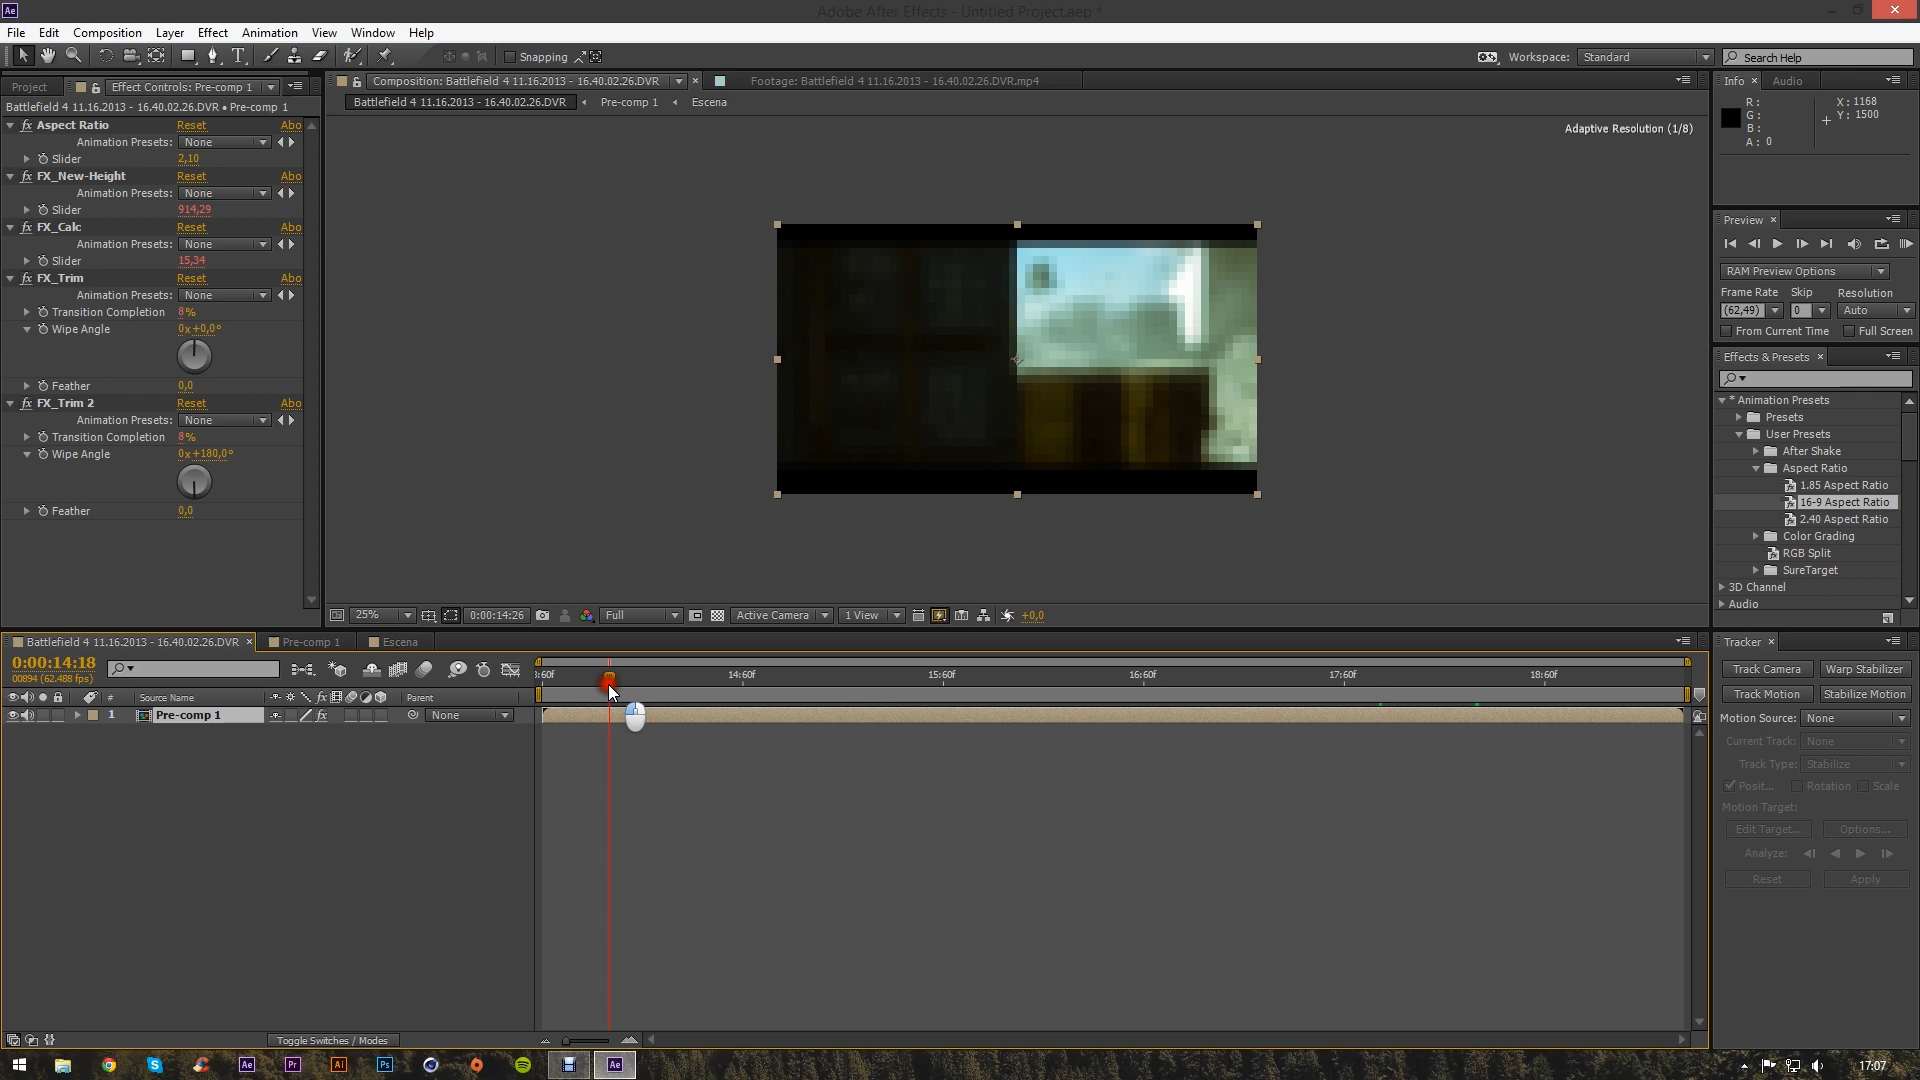 Adobe After Effects - Untitled Project.aep *
File Edit Composition Layer Effect Animation View Window Help
Snapping
Workspace: Standard
Search Help
Project
Effect Controls: Pre-comp 1
Battlefield 4 11.16.2013 - 16.40.02.26.DVR • Pre-comp 1
Aspect Ratio Reset Abo
Animation Presets: None
Slider 2,10
FX_New-Height Reset Abo
Animation Presets: None
Slider 914,29
FX_Calc Reset Abo
Animation Presets: None
Slider 15,34
FX_Trim Reset Abo
Animation Presets: None
Transition Completion 8%
Wipe Angle 0x+0,0°
Feather 0,0
FX_Trim 2 Reset Abo
Animation Presets: None
Transition Completion 8%
Wipe Angle 0x+180,0°
Feather 0,0
Composition: Battlefield 4 11.16.2013 - 16.40.02.26.DVR
Footage: Battlefield 4 11.16.2013 - 16.40.02.26.DVR.mp4
Battlefield 4 11.16.2013 - 16.40.02.26.DVR Pre-comp 1 Escena
Adaptive Resolution (1/8)
25% 0:00:14:26 Full Active Camera 1 View +0,0
Info Audio
R: X: 1168
G: Y: 1500
B:
A: 0
Preview
RAM Preview Options
Frame Rate Skip Resolution
(62,49) 0 Auto
From Current Time Full Screen
Effects & Presets
* Animation Presets
Presets
User Presets
After Shake
Aspect Ratio
1.85 Aspect Ratio
16-9 Aspect Ratio
2.40 Aspect Ratio
Color Grading
RGB Split
SureTarget
3D Channel
Audio
Battlefield 4 11.16.2013 - 16.40.02.26.DVR Pre-comp 1 Escena
0:00:14:18
00894 (62.488 fps)
# Source Name Parent
1 Pre-comp 1 None
3:60f 14:60f 15:60f 16:60f 17:60f 18:60f
Toggle Switches / Modes
Tracker
Track Camera Warp Stabilizer
Track Motion Stabilize Motion
Motion Source: None
Current Track: None
Track Type: Stabilize
Posit... Rotation Scale
Motion Target:
Edit Target... Options...
Analyze:
Reset Apply
Ae Pr Ai Ps Ae
17:07